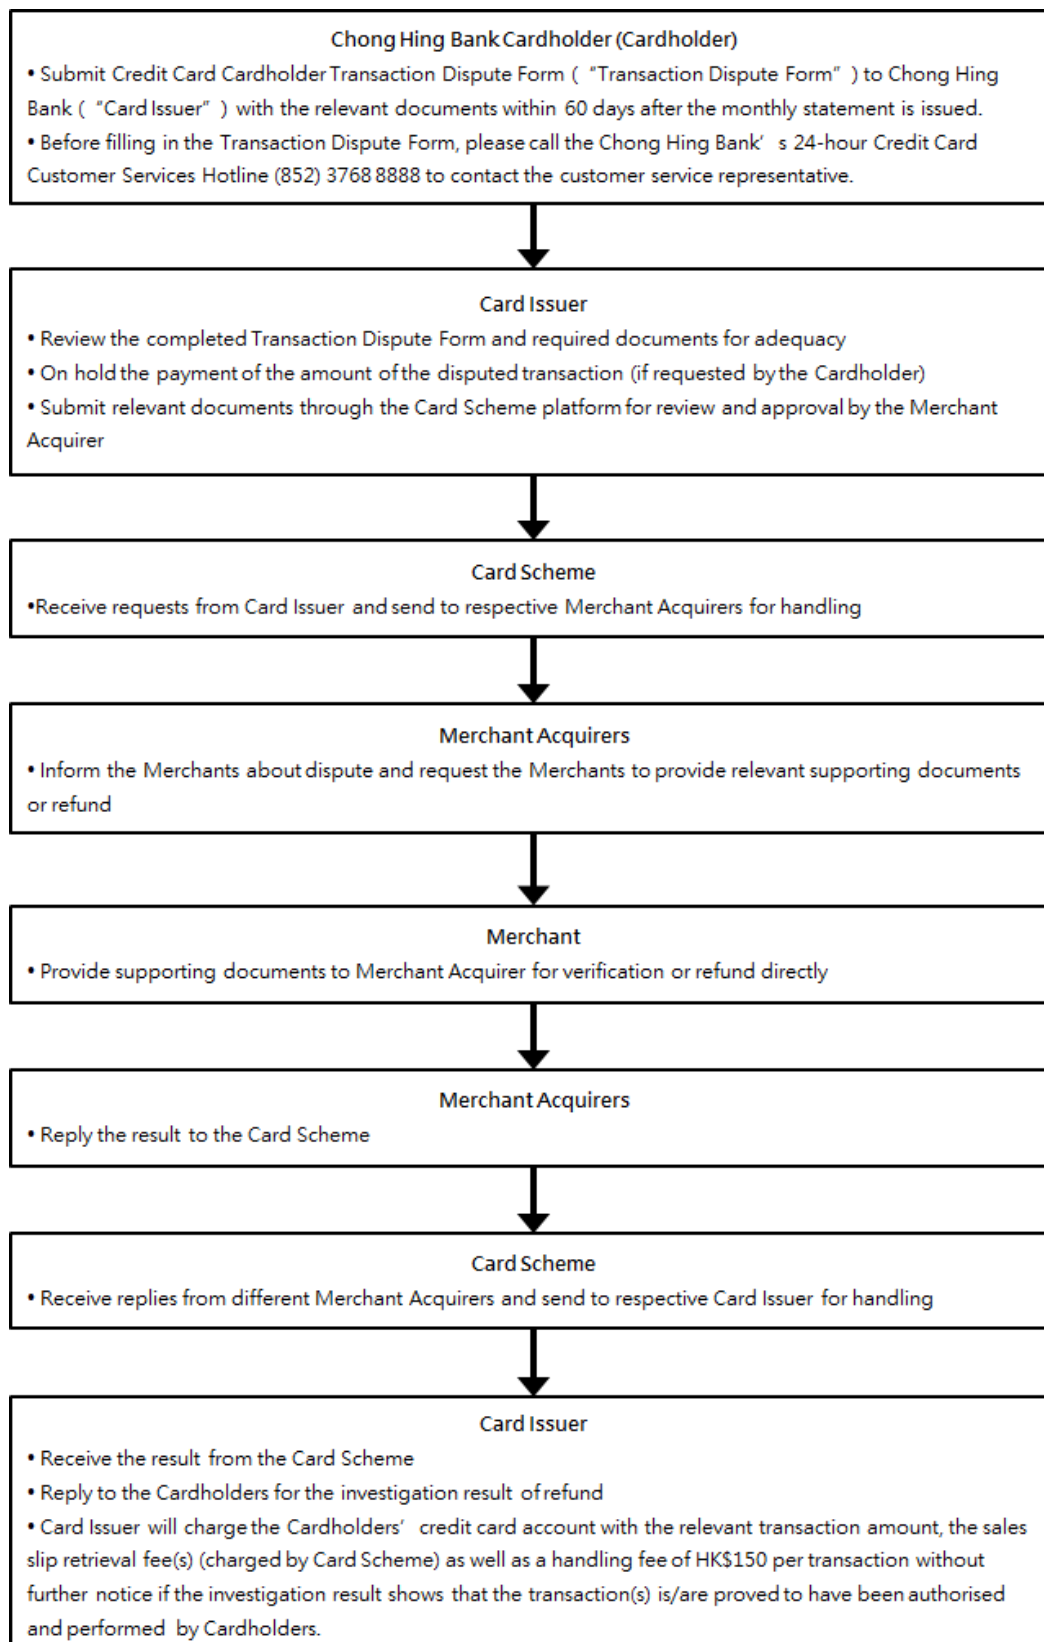 Chong Hing Bank Cardholder (Cardholder)
• Submit Credit Card Cardholder Transaction Dispute Form (“Transaction Dispute Form”) to Chong Hing
Bank (“Card Issuer”) with the relevant documents within 60 days after the monthly statement is issued.
• Before filling in the Transaction Dispute Form, please call the Chong Hing Bank’s 24-hour Credit Card
Customer Services Hotline (852) 3768 8888 to contact the customer service representative.
Card Issuer
• Review the completed Transaction Dispute Form and required documents for adequacy
• On hold the payment of the amount of the disputed transaction (if requested by the Cardholder)
• Submit relevant documents through the Card Scheme platform for review and approval by the Merchant
Acquirer
Card Scheme
•Receive requests from Card Issuer and send to respective Merchant Acquirers for handling
Merchant Acquirers
• Inform the Merchants about dispute and request the Merchants to provide relevant supporting documents
or refund
Merchant
• Provide supporting documents to Merchant Acquirer for verification or refund directly
Merchant Acquirers
• Reply the result to the Card Scheme
Card Scheme
• Receive replies from different Merchant Acquirers and send to respective Card Issuer for handling
Card Issuer
• Receive the result from the Card Scheme
• Reply to the Cardholders for the investigation result of refund
• Card Issuer will charge the Cardholders’ credit card account with the relevant transaction amount, the sales
slip retrieval fee(s) (charged by Card Scheme) as well as a handling fee of HK$150 per transaction without
further notice if the investigation result shows that the transaction(s) is/are proved to have been authorised
and performed by Cardholders.